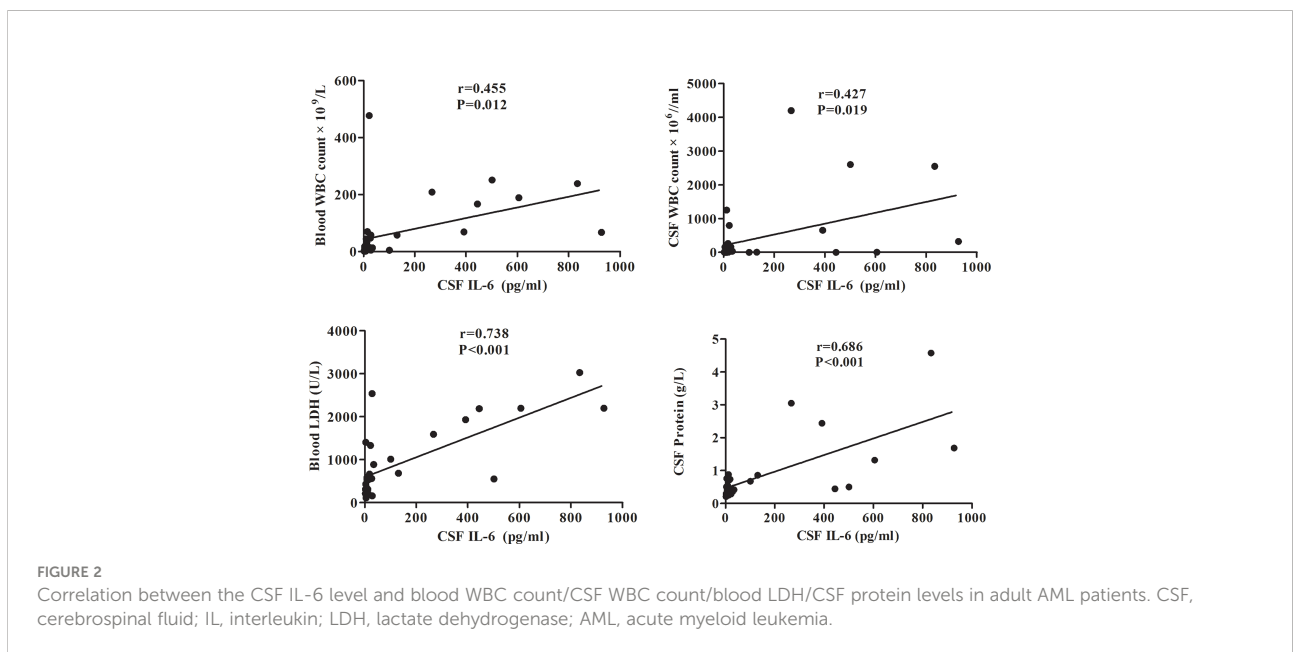 r=0.455
P=0.012
Blood WBC count × 10⁹/L
600
400
200
0
0 200 400 600 800 1000
CSF IL-6 (pg/ml)
r=0.427
P=0.019
CSF WBC count × 10⁶//ml
5000
4000
3000
2000
1000
0
0 200 400 600 800 1000
CSF IL-6 (pg/ml)
r=0.738
P<0.001
Blood LDH (U/L)
4000
3000
2000
1000
0
0 200 400 600 800 1000
CSF IL-6 (pg/ml)
r=0.686
P<0.001
CSF Protein (g/L)
5
4
3
2
1
0
0 200 400 600 800 1000
CSF IL-6 (pg/ml)
FIGURE 2
Correlation between the CSF IL-6 level and blood WBC count/CSF WBC count/blood LDH/CSF protein levels in adult AML patients. CSF,
cerebrospinal fluid; IL, interleukin; LDH, lactate dehydrogenase; AML, acute myeloid leukemia.